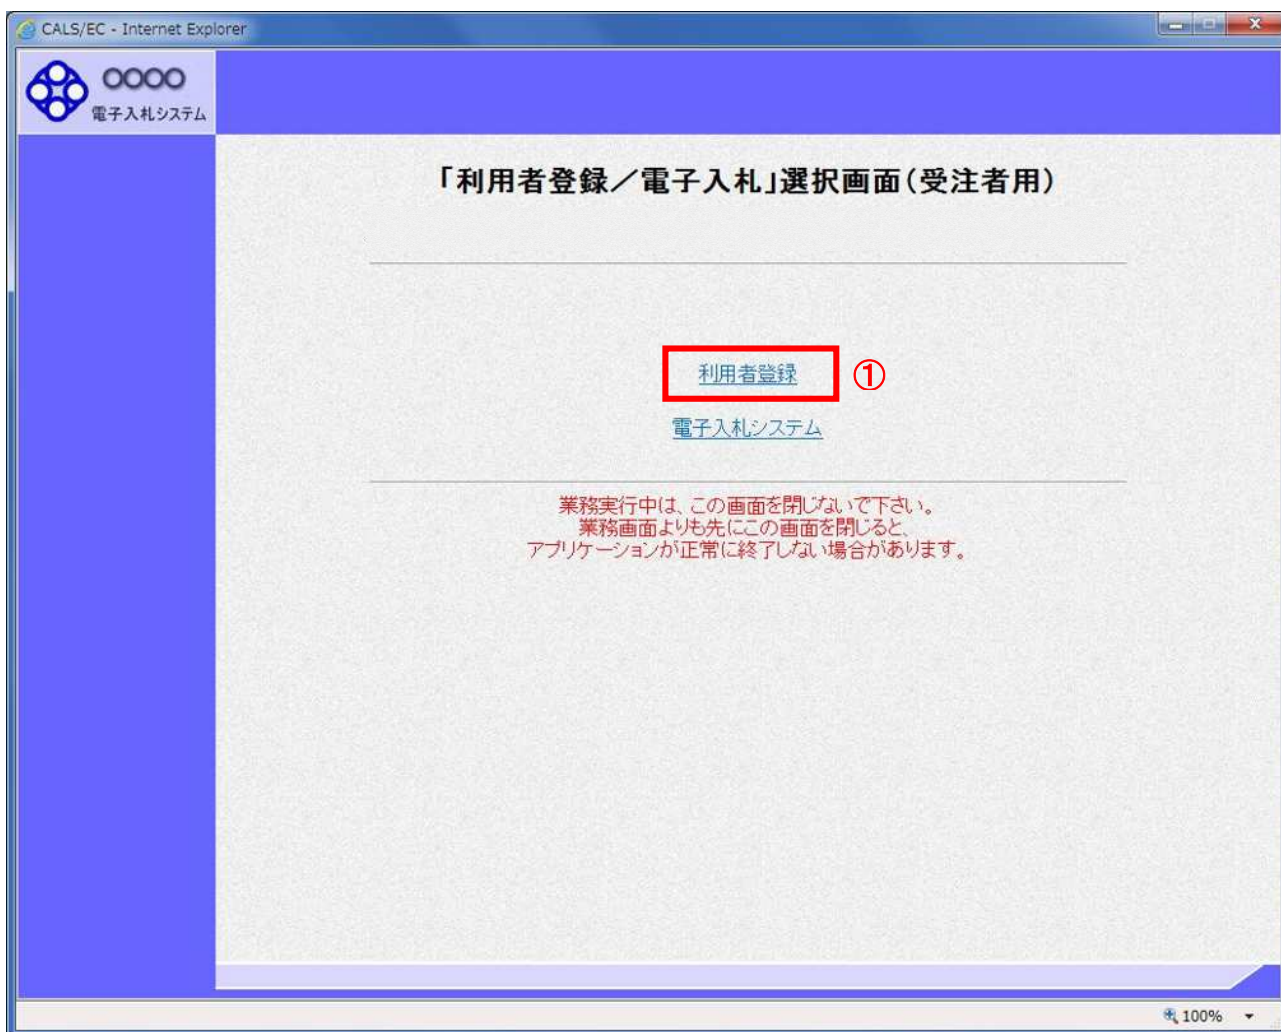 CALS/EC - Internet Explorer
○○○○
電子入札システム
「利用者登録／電子入札」選択画面(受注者用)
利用者登録 ①
電子入札システム
業務実行中は、この画面を閉じないで下さい。
業務画面よりも先にこの画面を閉じると、
アプリケーションが正常に終了しない場合があります。
100%